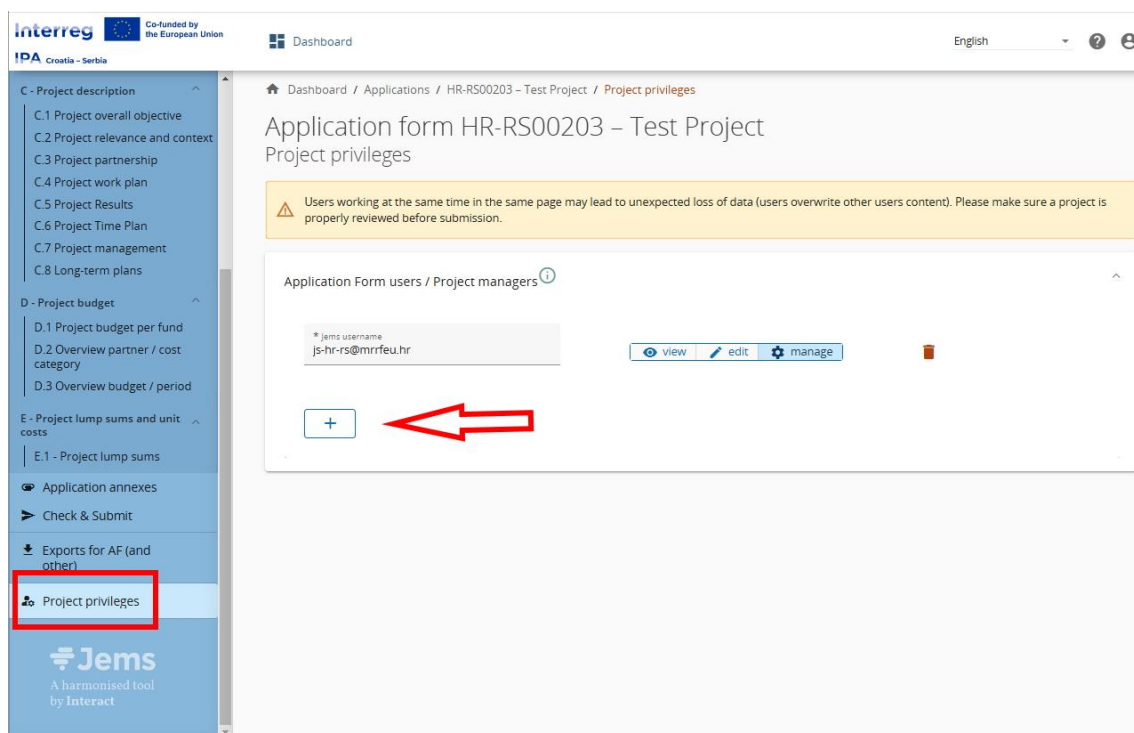 Interreg
Co-funded by
the European Union
IPA Croatia – Serbia
Dashboard
English
C - Project description
C.1 Project overall objective
C.2 Project relevance and context
C.3 Project partnership
C.4 Project work plan
C.5 Project Results
C.6 Project Time Plan
C.7 Project management
C.8 Long-term plans
D - Project budget
D.1 Project budget per fund
D.2 Overview partner / cost
category
D.3 Overview budget / period
E - Project lump sums and unit
costs
E.1 - Project lump sums
Application annexes
Check & Submit
Exports for AF (and
other)
Project privileges
Jems
A harmonised tool
by Interact
Dashboard / Applications / HR-RS00203 – Test Project / Project privileges
Application form HR-RS00203 – Test Project
Project privileges
Users working at the same time in the same page may lead to unexpected loss of data (users overwrite other users content). Please make sure a project is
properly reviewed before submission.
Application Form users / Project managers
* Jems username
js-hr-rs@mrrfeu.hr
view edit manage
+